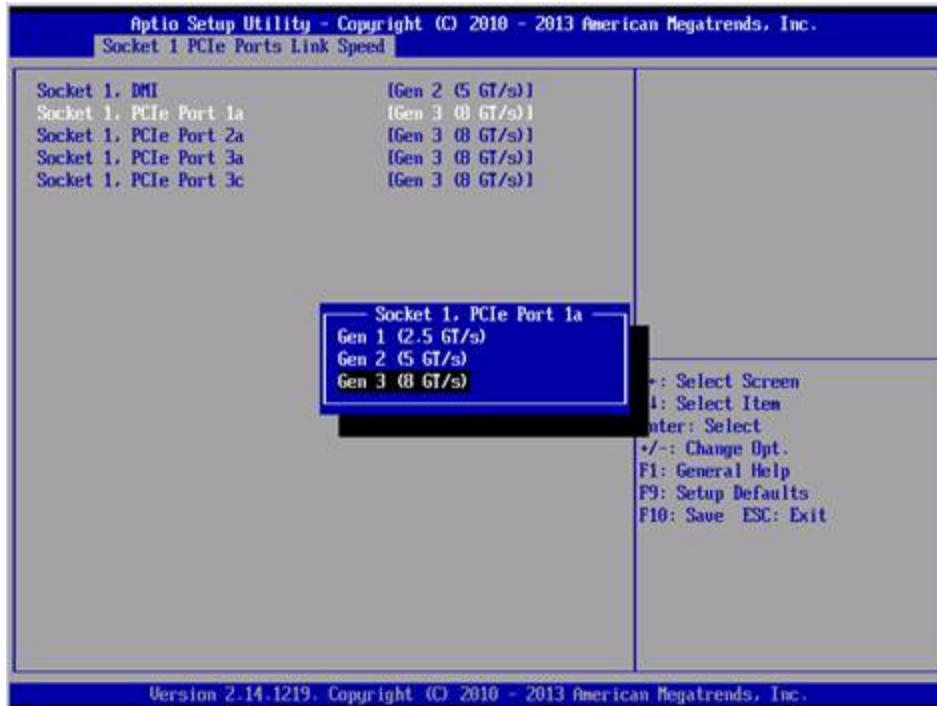 Aptio Setup Utility - Copyright (C) 2010 - 2013 American Megatrends, Inc.
Socket 1 PCIe Ports Link Speed
Socket 1, DMI [Gen 2 (5 GT/s)]
Socket 1, PCIe Port 1a [Gen 3 (8 GT/s)]
Socket 1, PCIe Port 2a [Gen 3 (8 GT/s)]
Socket 1, PCIe Port 3a [Gen 3 (8 GT/s)]
Socket 1, PCIe Port 3c [Gen 3 (8 GT/s)]
Socket 1, PCIe Port 1a
Gen 1 (2.5 GT/s)
Gen 2 (5 GT/s)
Gen 3 (8 GT/s)
: Select Screen
: Select Item
nter: Select
+/-: Change Opt.
F1: General Help
F9: Setup Defaults
F10: Save ESC: Exit
Version 2.14.1219. Copyright (C) 2010 - 2013 American Megatrends, Inc.